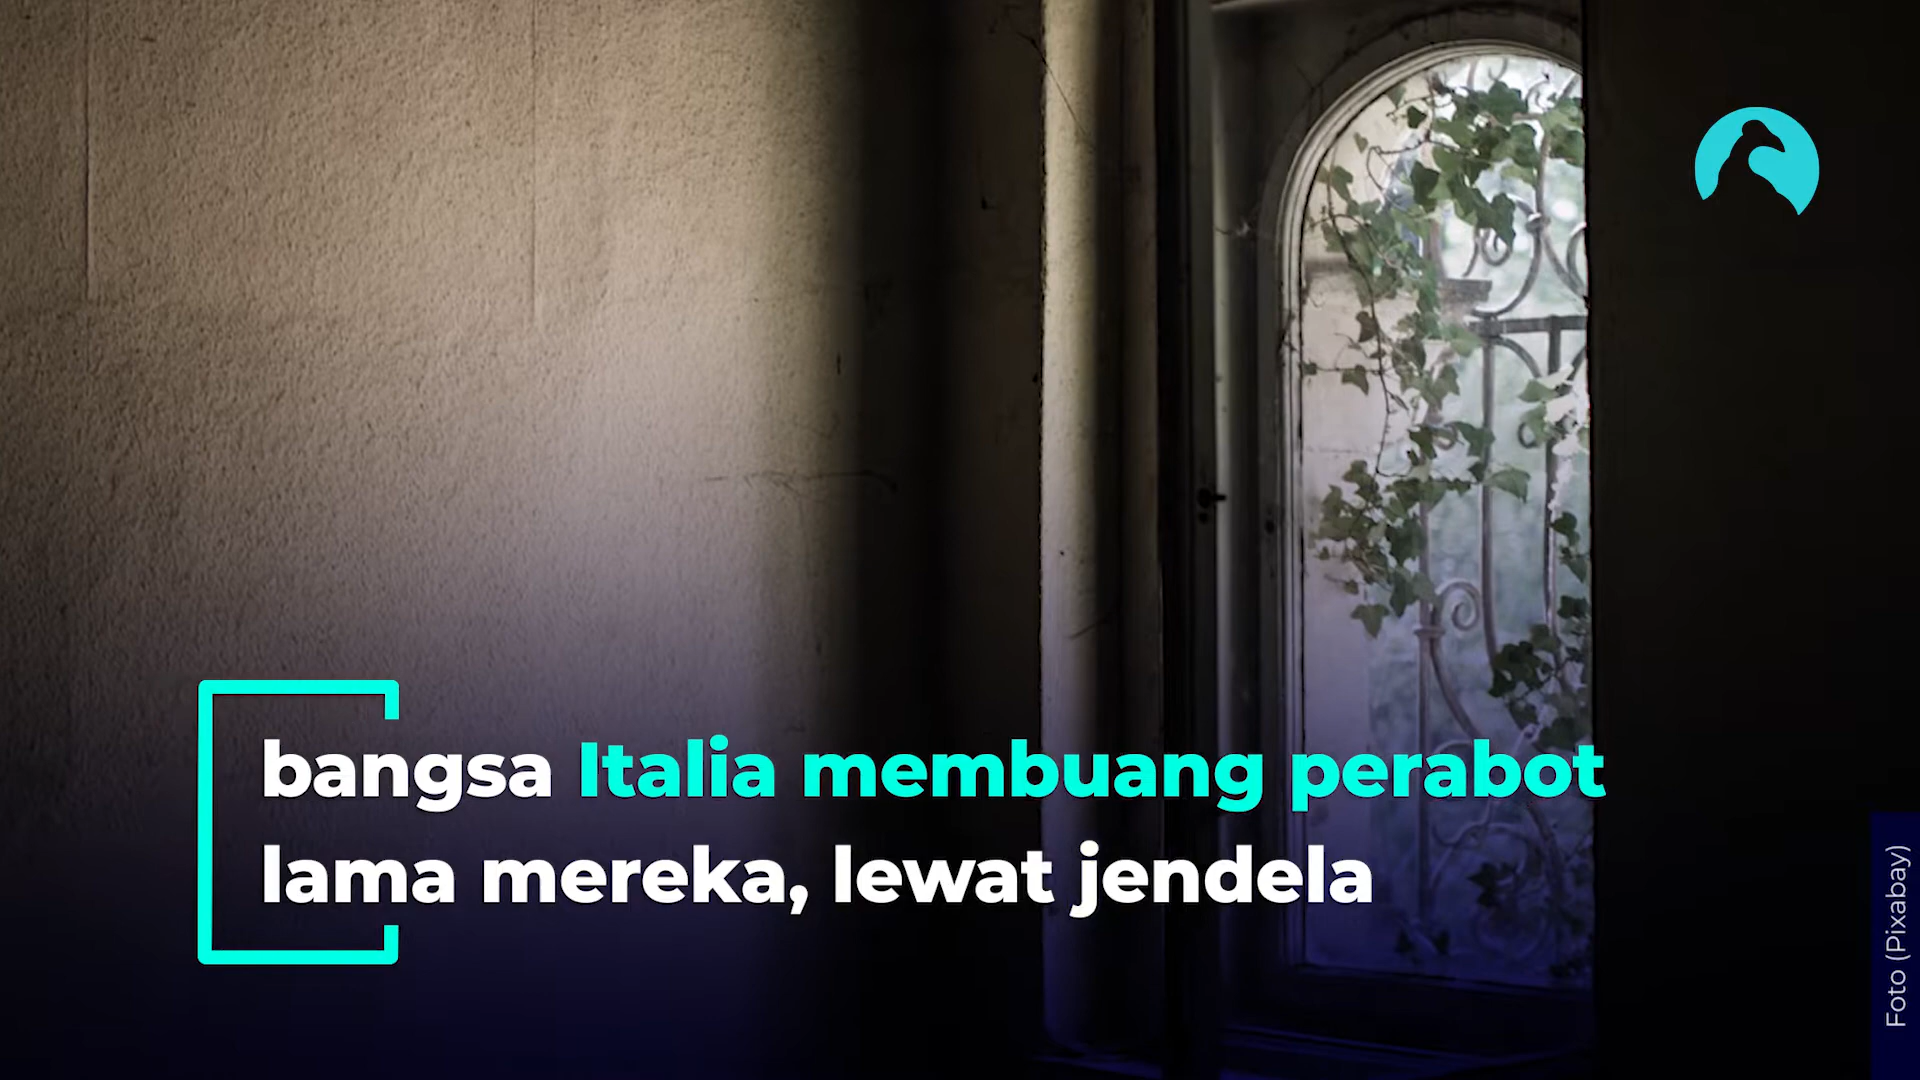 bangsa Italia membuang perabot
lama mereka, lewat jendela
Foto (Pixabay)